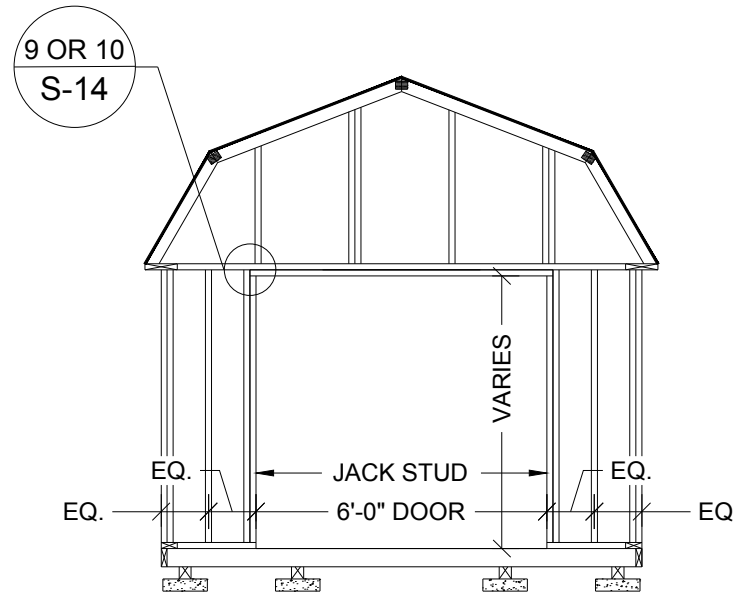 9 OR 10
S-14
VARIES
EQ.
JACK STUD
EQ.
EQ.
6'-0" DOOR
EQ